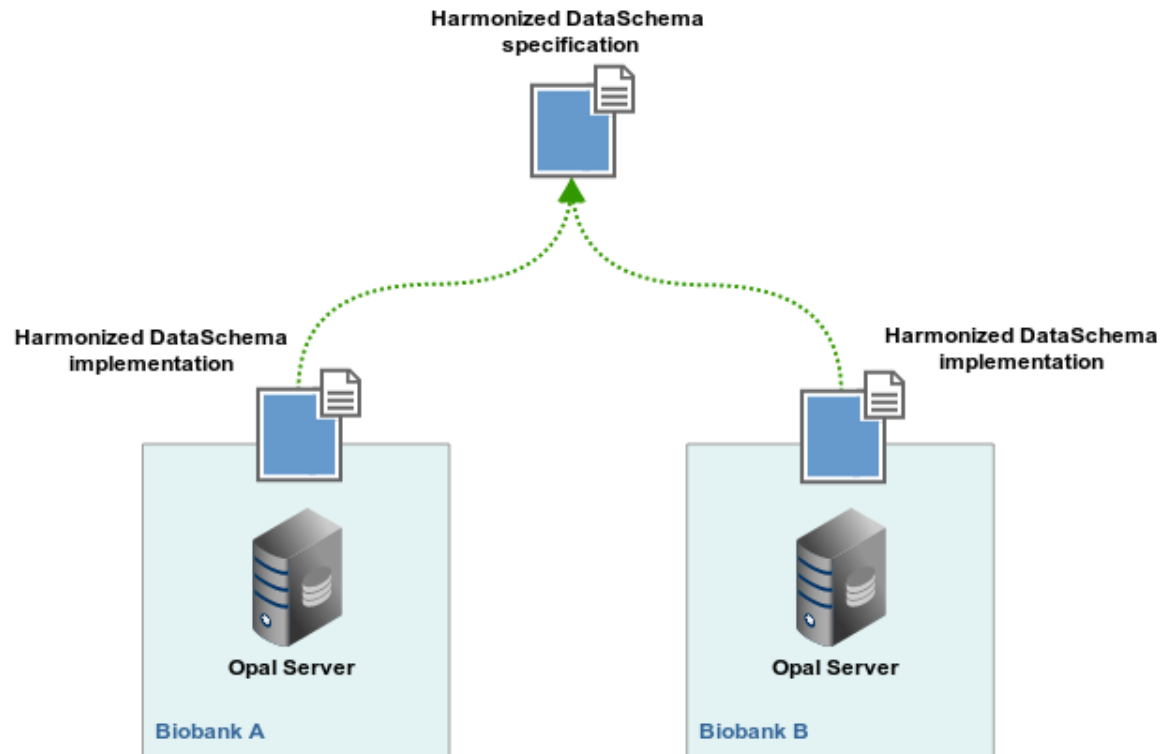 Harmonized DataSchema
specification
Harmonized DataSchema
implementation
Harmonized DataSchema
implementation
Opal Server
Opal Server
Biobank A
Biobank B